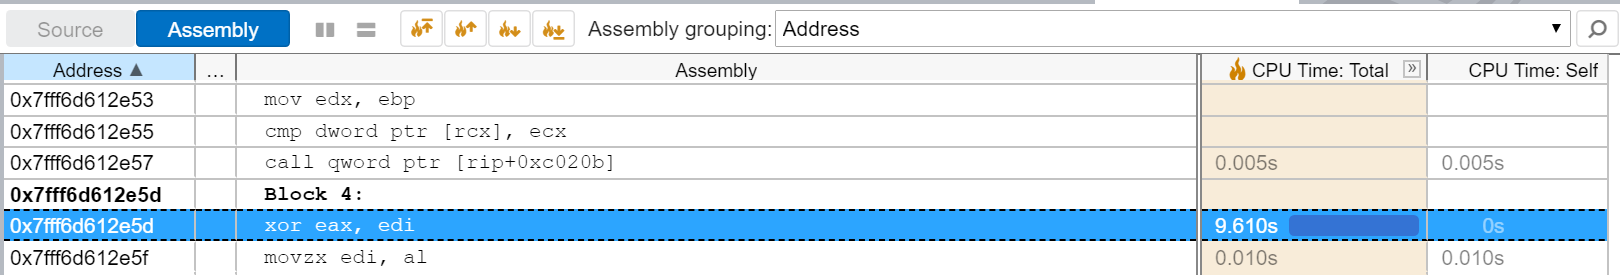 Source Assembly Assembly grouping: Address
Address ... Assembly CPU Time: Total CPU Time: Self
0x7fff6d612e53 mov edx, ebp
0x7fff6d612e55 cmp dword ptr [rcx], ecx
0x7fff6d612e57 call qword ptr [rip+0xc020b] 0.005s 0.005s
0x7fff6d612e5d Block 4:
0x7fff6d612e5d xor eax, edi 9.610s 0s
0x7fff6d612e5f movzx edi, al 0.010s 0.010s